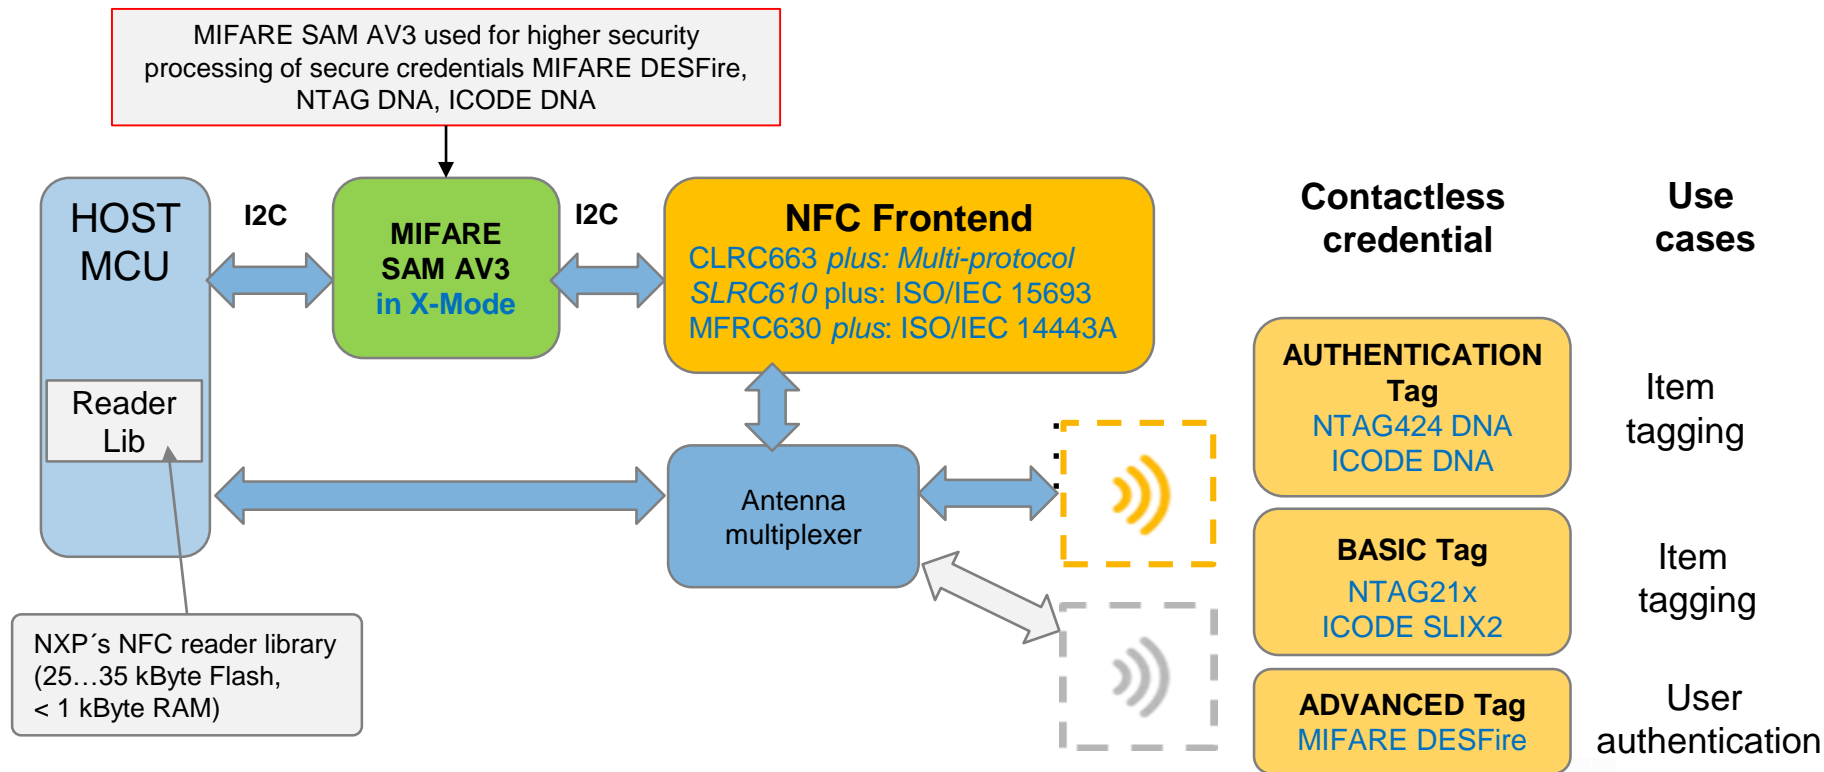 MIFARE SAM AV3 used for higher security
processing of secure credentials MIFARE DESFire,
NTAG DNA, ICODE DNA
HOST
MCU
I2C
MIFARE
SAM AV3
in X-Mode
I2C
NFC Frontend
CLRC663 plus: Multi-protocol
SLRC610 plus: ISO/IEC 15693
MFRC630 plus: ISO/IEC 14443A
Contactless
credential
Use
cases
Reader
Lib
Antenna
multiplexer
AUTHENTICATION
Tag
NTAG424 DNA
ICODE DNA
Item
tagging
BASIC Tag
NTAG21x
ICODE SLIX2
Item
tagging
ADVANCED Tag
MIFARE DESFire
User
authentication
NXP´s NFC reader library
(25…35 kByte Flash,
< 1 kByte RAM)